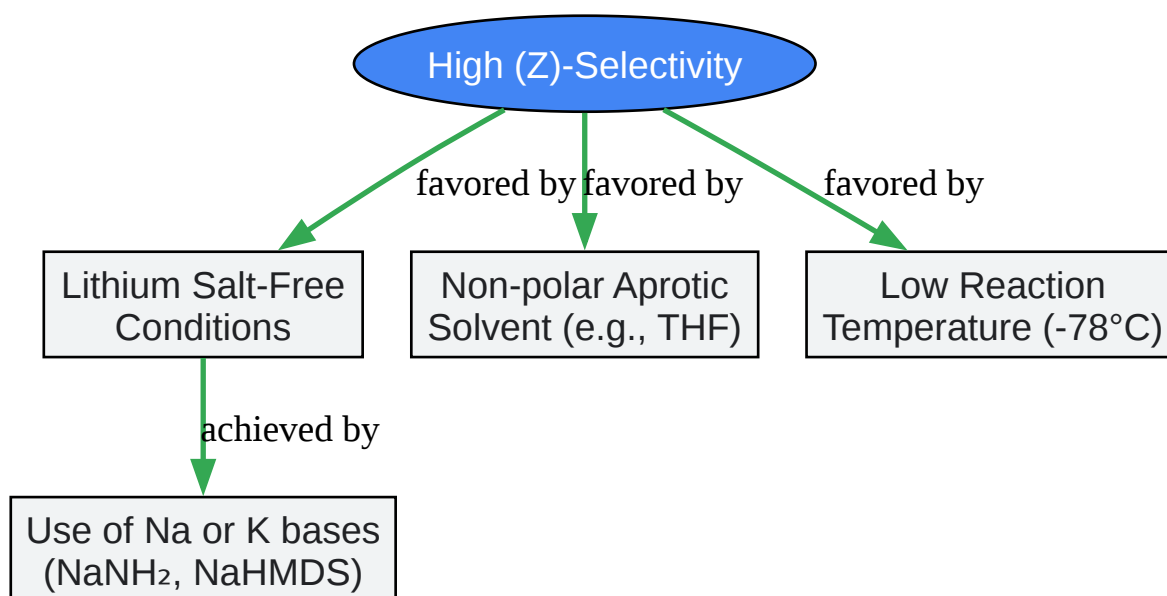 High (Z)-Selectivity
favored by
favored by
favored by
Lithium Salt-Free
Conditions
Non-polar Aprotic
Solvent (e.g., THF)
Low Reaction
Temperature (-78°C)
achieved by
Use of Na or K bases
(NaNH₂, NaHMDS)